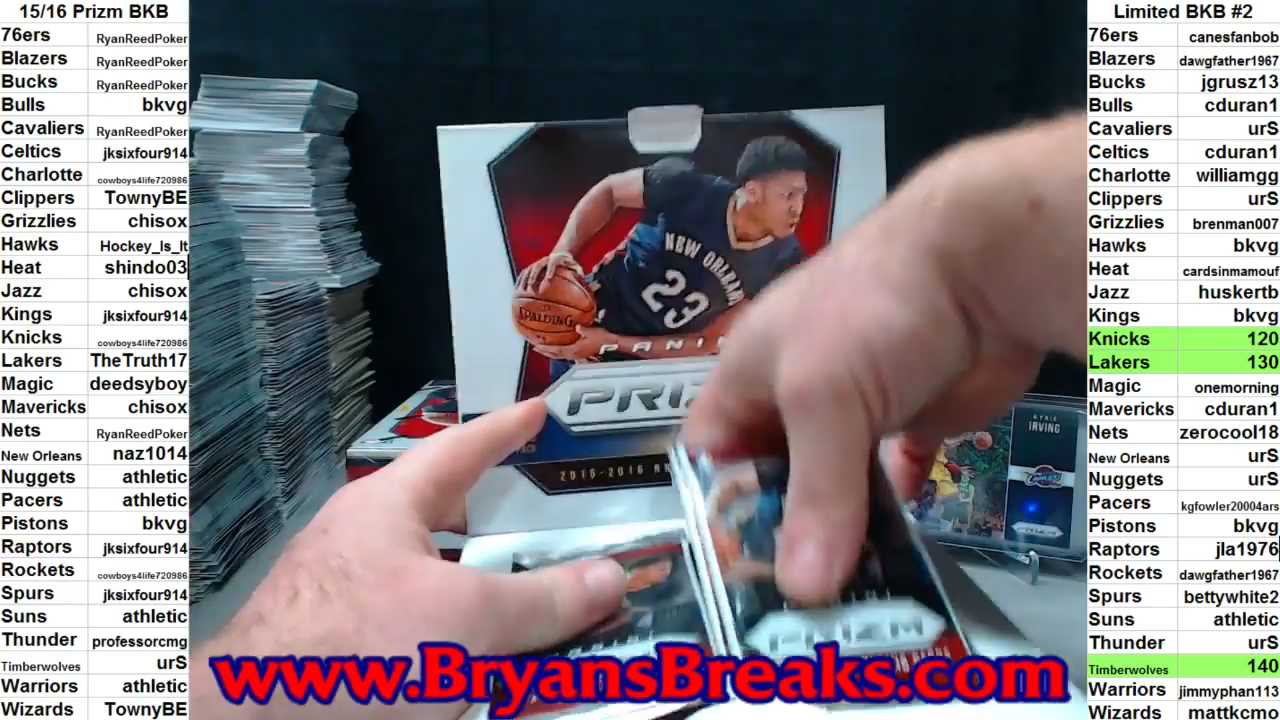 15/16 Prizm BKB
76ers RyanReedPoker
Blazers RyanReedPoker
Bucks RyanReedPoker
Bulls bkvg
Cavaliers RyanReedPoker
Celtics jksixfour914
Charlotte cowboys4life720986
Clippers TownyBE
Grizzlies chisox
Hawks Hockey_Is_It
Heat shindo03
Jazz chisox
Kings jksixfour914
Knicks cowboys4life720986
Lakers TheTruth17
Magic deedsyboy
Mavericks chisox
Nets RyanReedPoker
New Orleans naz1014
Nuggets athletic
Pacers athletic
Pistons bkvg
Raptors jksixfour914
Rockets cowboys4life720986
Spurs jksixfour914
Suns athletic
Thunder professorcmg
Timberwolves urS
Warriors athletic
Wizards TownyBE
NEW ORLEANS
23
SPALDING
PANINI
PRIZM
2015-2016
KYRIE
IRVING
PRIZM
PRIZM
www.BryansBreaks.com
Limited BKB #2
76ers canesfanbob
Blazers dawgfather1967
Bucks jgrusz13
Bulls cduran1
Cavaliers urS
Celtics cduran1
Charlotte williamgg
Clippers urS
Grizzlies brenman007
Hawks bkvg
Heat cardsinmamouf
Jazz huskertb
Kings bkvg
Knicks 120
Lakers 130
Magic onemorning
Mavericks cduran1
Nets zerocool18
New Orleans urS
Nuggets urS
Pacers kgfowler20004ars
Pistons bkvg
Raptors jla1976
Rockets dawgfather1967
Spurs bettywhite2
Suns athletic
Thunder urS
Timberwolves 140
Warriors jimmyphan113
Wizards mattkcmo